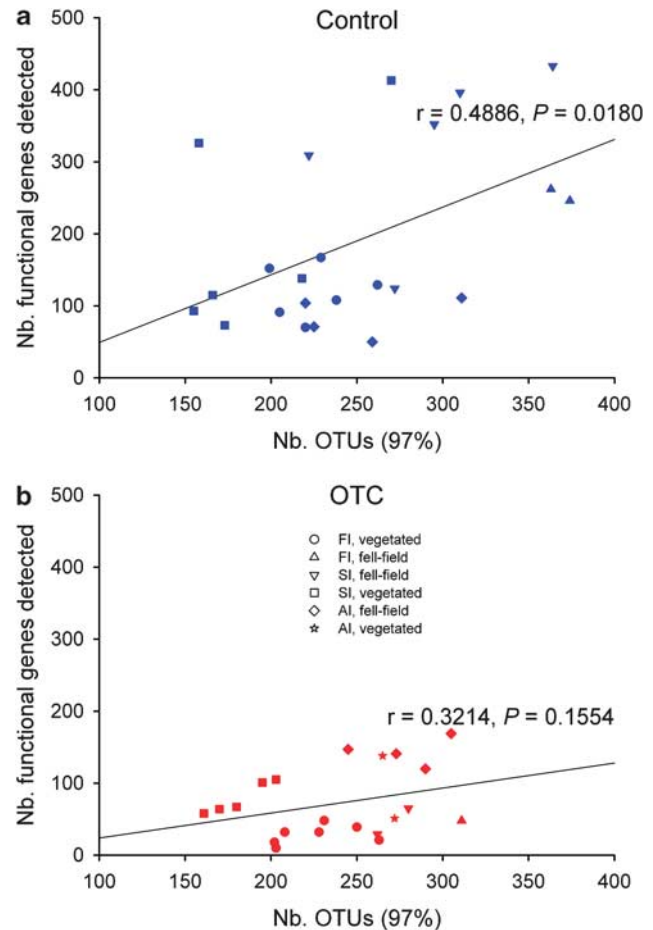 a
Control
Nb. functional genes detected
500
400
300
200
100
0
r = 0.4886, P = 0.0180
100 150 200 250 300 350 400
Nb. OTUs (97%)
b
OTC
Nb. functional genes detected
500
400
300
200
100
0
FI, vegetated
FI, fell-field
SI, fell-field
SI, vegetated
AI, fell-field
AI, vegetated
r = 0.3214, P = 0.1554
100 150 200 250 300 350 400
Nb. OTUs (97%)